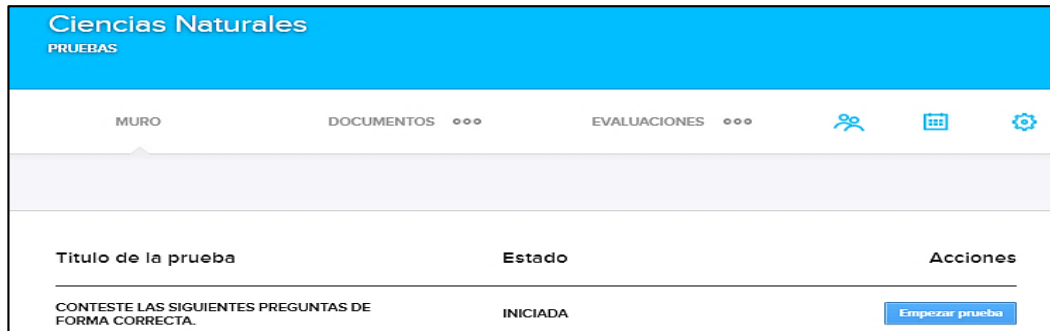 Ciencias Naturales
PRUEBAS
MURO DOCUMENTOS EVALUACIONES
Titulo de la prueba Estado Acciones
CONTESTE LAS SIGUIENTES PREGUNTAS DE
FORMA CORRECTA.
INICIADA
Empezar prueba